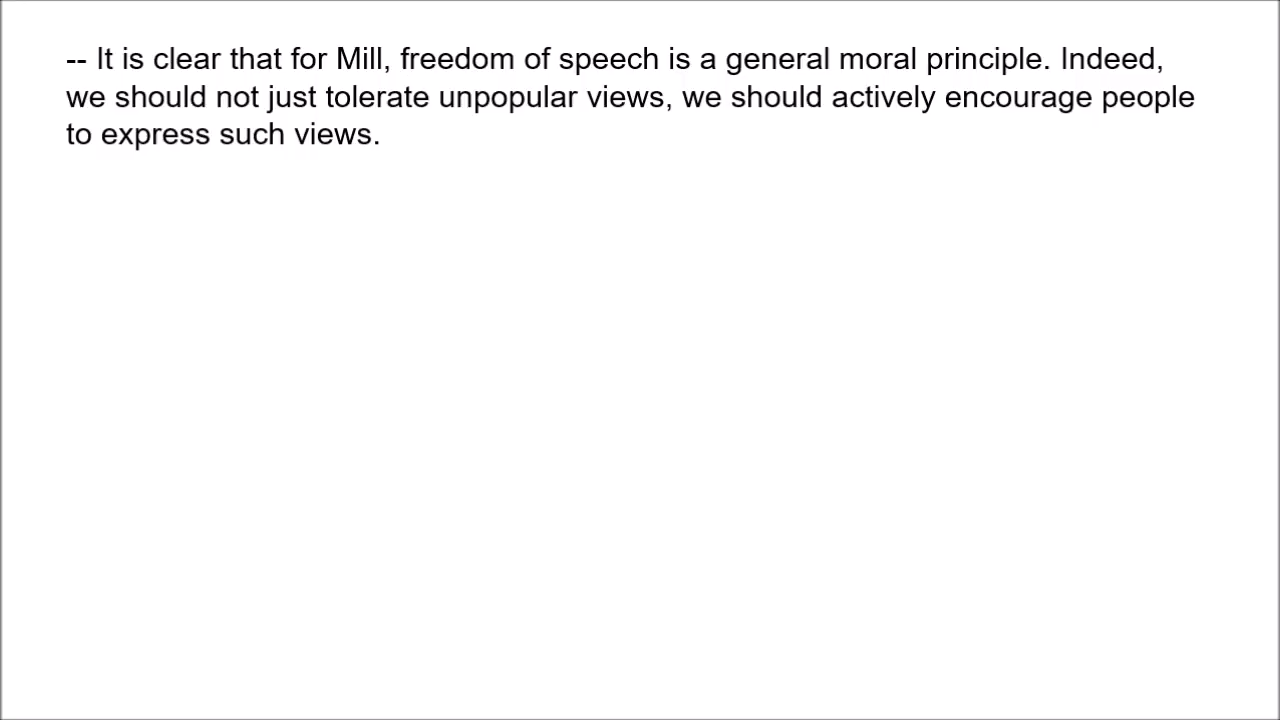 -- It is clear that for Mill, freedom of speech is a general moral principle. Indeed,
we should not just tolerate unpopular views, we should actively encourage people
to express such views.